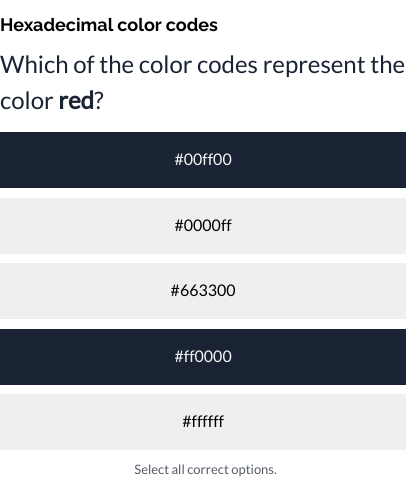 Hexadecimal color codes
Which of the color codes represent the
color red?
#00ff00
#0000ff
#663300
#ff0000
#ffffff
Select all correct options.